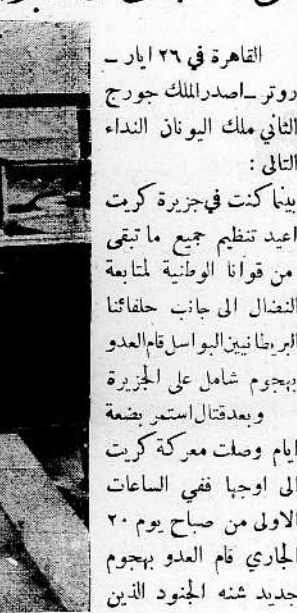 القاهرة في ٢٦ ايار ـ
روتر ـ اصدر الملك جورج
الثاني ملك اليونان النداء
التالي :
بينما كنت في جزيرة كريت
اعيد تنظيم جميع ما تبقى
من قوانا الوطنية لمتابعة
النضال الى جانب حلفائنا
البريطانيين البواسل قام العدو
بهجوم شامل على الجزيرة
وبعد قتال استمر بضعة
ايام وصلت معركة كريت
الى اوجها ففي الساعات
الاولى من صباح يوم ٢٠
الجاري قام العدو بهجوم
جديد شنه الجنود الذين